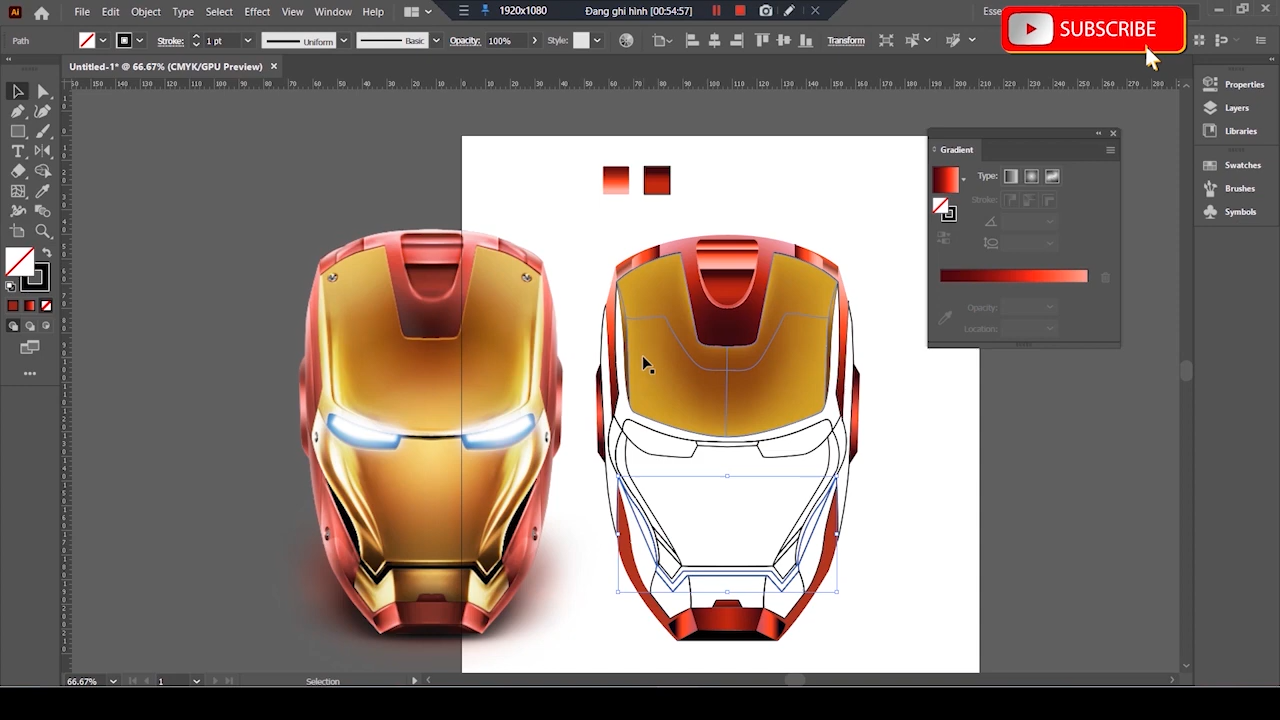 Ai File Edit Object Type Select Effect View Window Help 1920x1080 Đang ghi hình [00:54:57] Esse
SUBSCRIBE
Path Stroke: 1 pt Uniform Basic Opacity: 100% Style: Transform
Untitled-1* @ 66.67% (CMYK/GPU Preview)
Gradient
Type:
Stroke:
Opacity:
Location:
Properties
Layers
Libraries
Swatches
Brushes
Symbols
66.67% 1 Selection